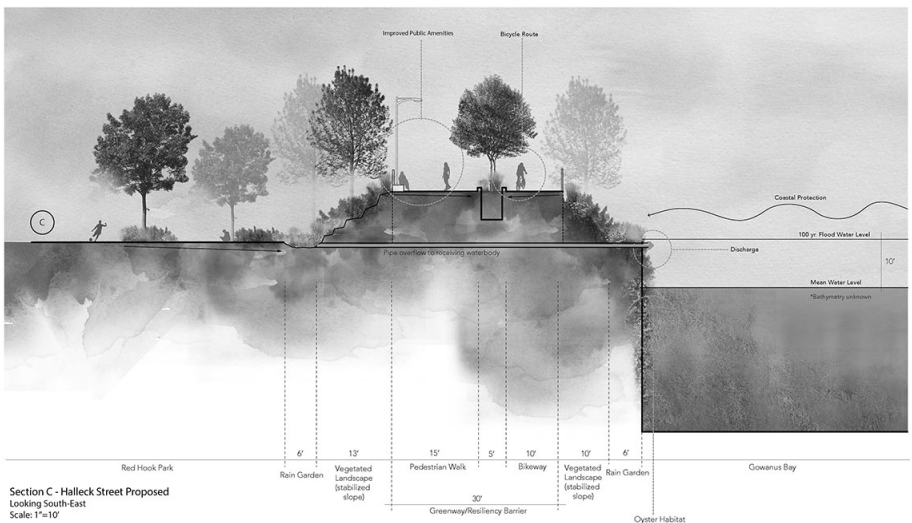 Improved Public Amenities
Bicycle Route
C
Coastal Protection
100 yr. Flood Water Level
Discharge
Pipe overflow to receiving waterbody
10'
Mean Water Level
*Bathymetry unknown
6'
13'
15'
5'
10'
10'
6'
Red Hook Park
Rain Garden
Vegetated
Landscape
(stabilized
slope)
Pedestrian Walk
Bikeway
Vegetated
Landscape
(stabilized
slope)
Rain Garden
Gowanus Bay
30'
Greenway/Resiliency Barrier
Oyster Habitat
Section C - Halleck Street Proposed
Looking South-East
Scale: 1"=10'